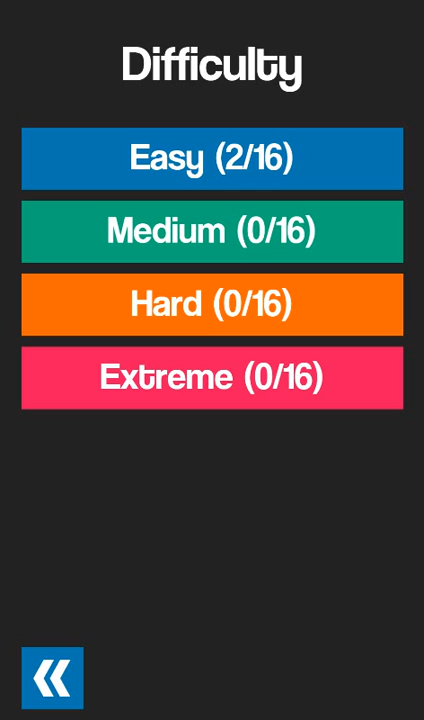 Difficulty
Easy (2/16)
Medium (0/16)
Hard (0/16)
Extreme (0/16)